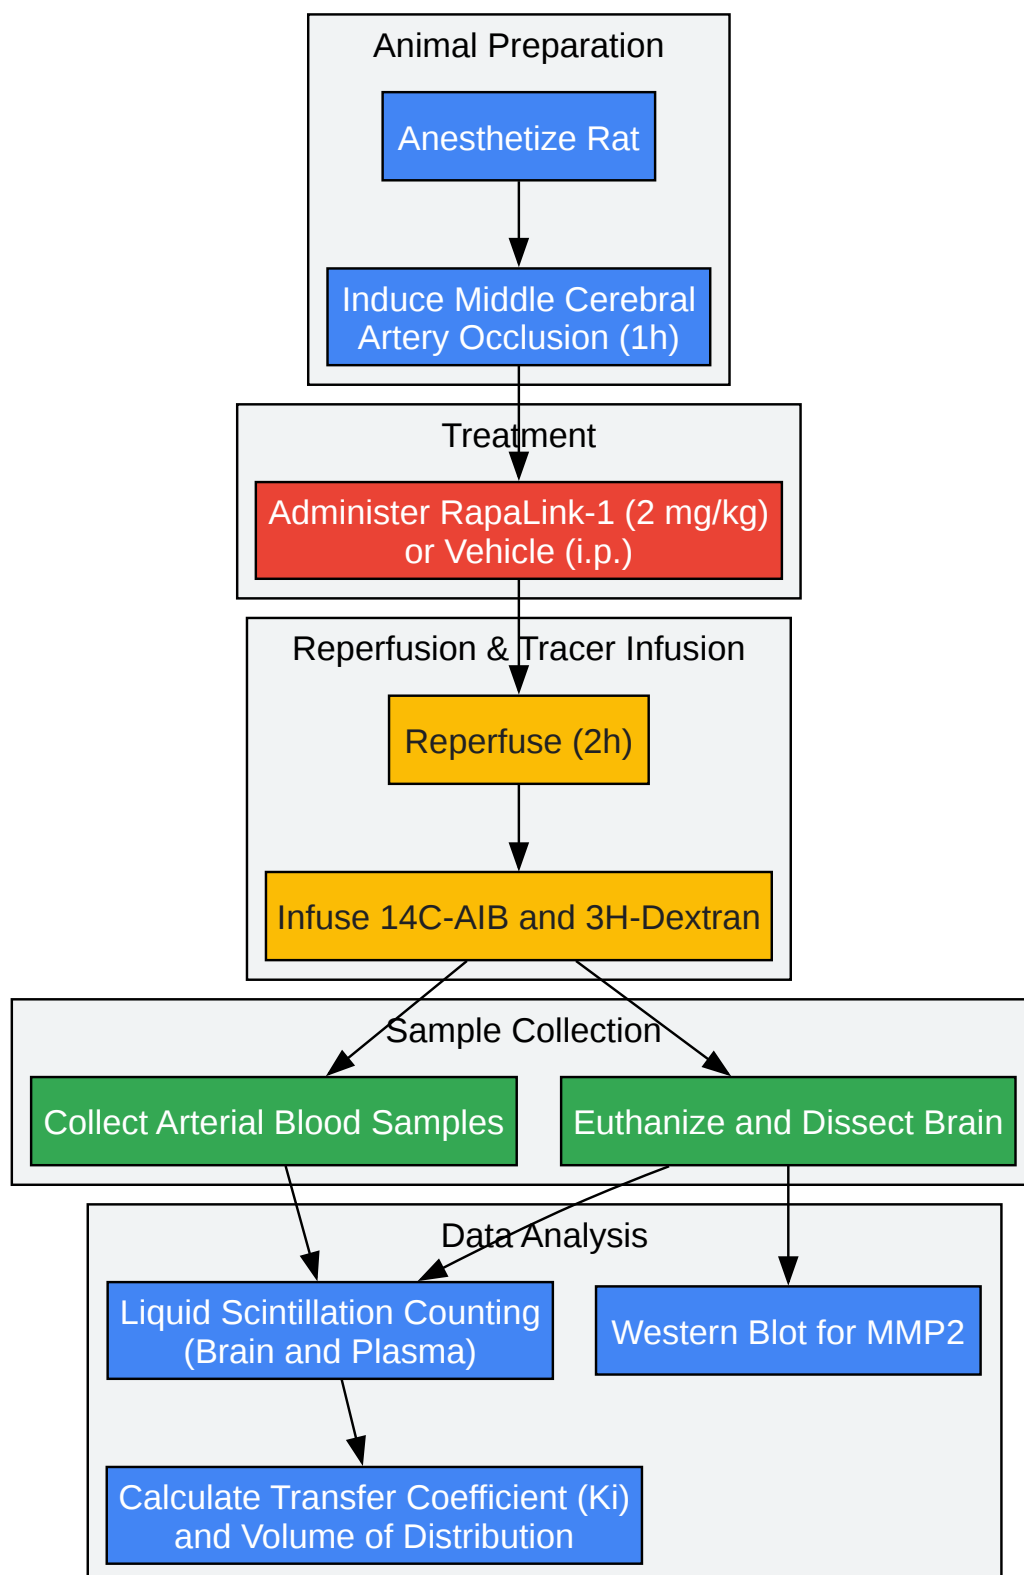 Animal Preparation
Anesthetize Rat
Induce Middle Cerebral
Artery Occlusion (1h)
Treatment
Administer RapaLink-1 (2 mg/kg)
or Vehicle (i.p.)
Reperfusion & Tracer Infusion
Reperfuse (2h)
Infuse 14C-AIB and 3H-Dextran
Sample Collection
Collect Arterial Blood Samples
Euthanize and Dissect Brain
Data Analysis
Liquid Scintillation Counting
(Brain and Plasma)
Western Blot for MMP2
Calculate Transfer Coefficient (Ki)
and Volume of Distribution